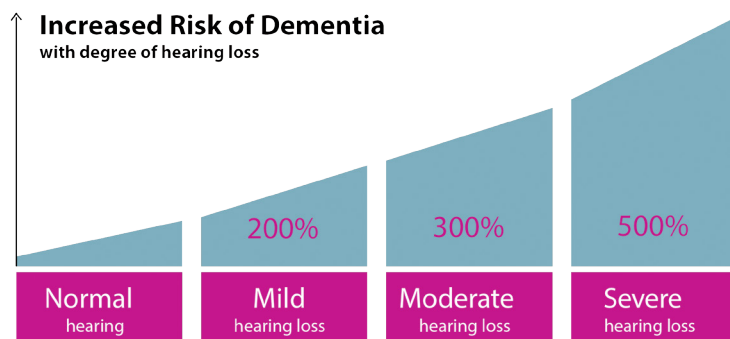 Increased Risk of Dementia
with degree of hearing loss
200%
300%
500%
Normal
hearing
Mild
hearing loss
Moderate
hearing loss
Severe
hearing loss